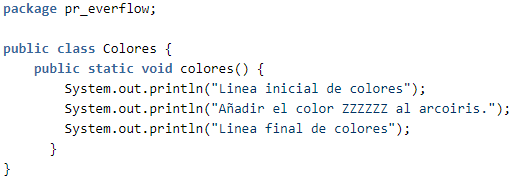 package pr_everflow;
public class Colores {
public static void colores() {
System.out.println("Linea inicial de colores");
System.out.println("Añadir el color ZZZZZZ al arcoiris.");
System.out.println("Linea final de colores");
}
}